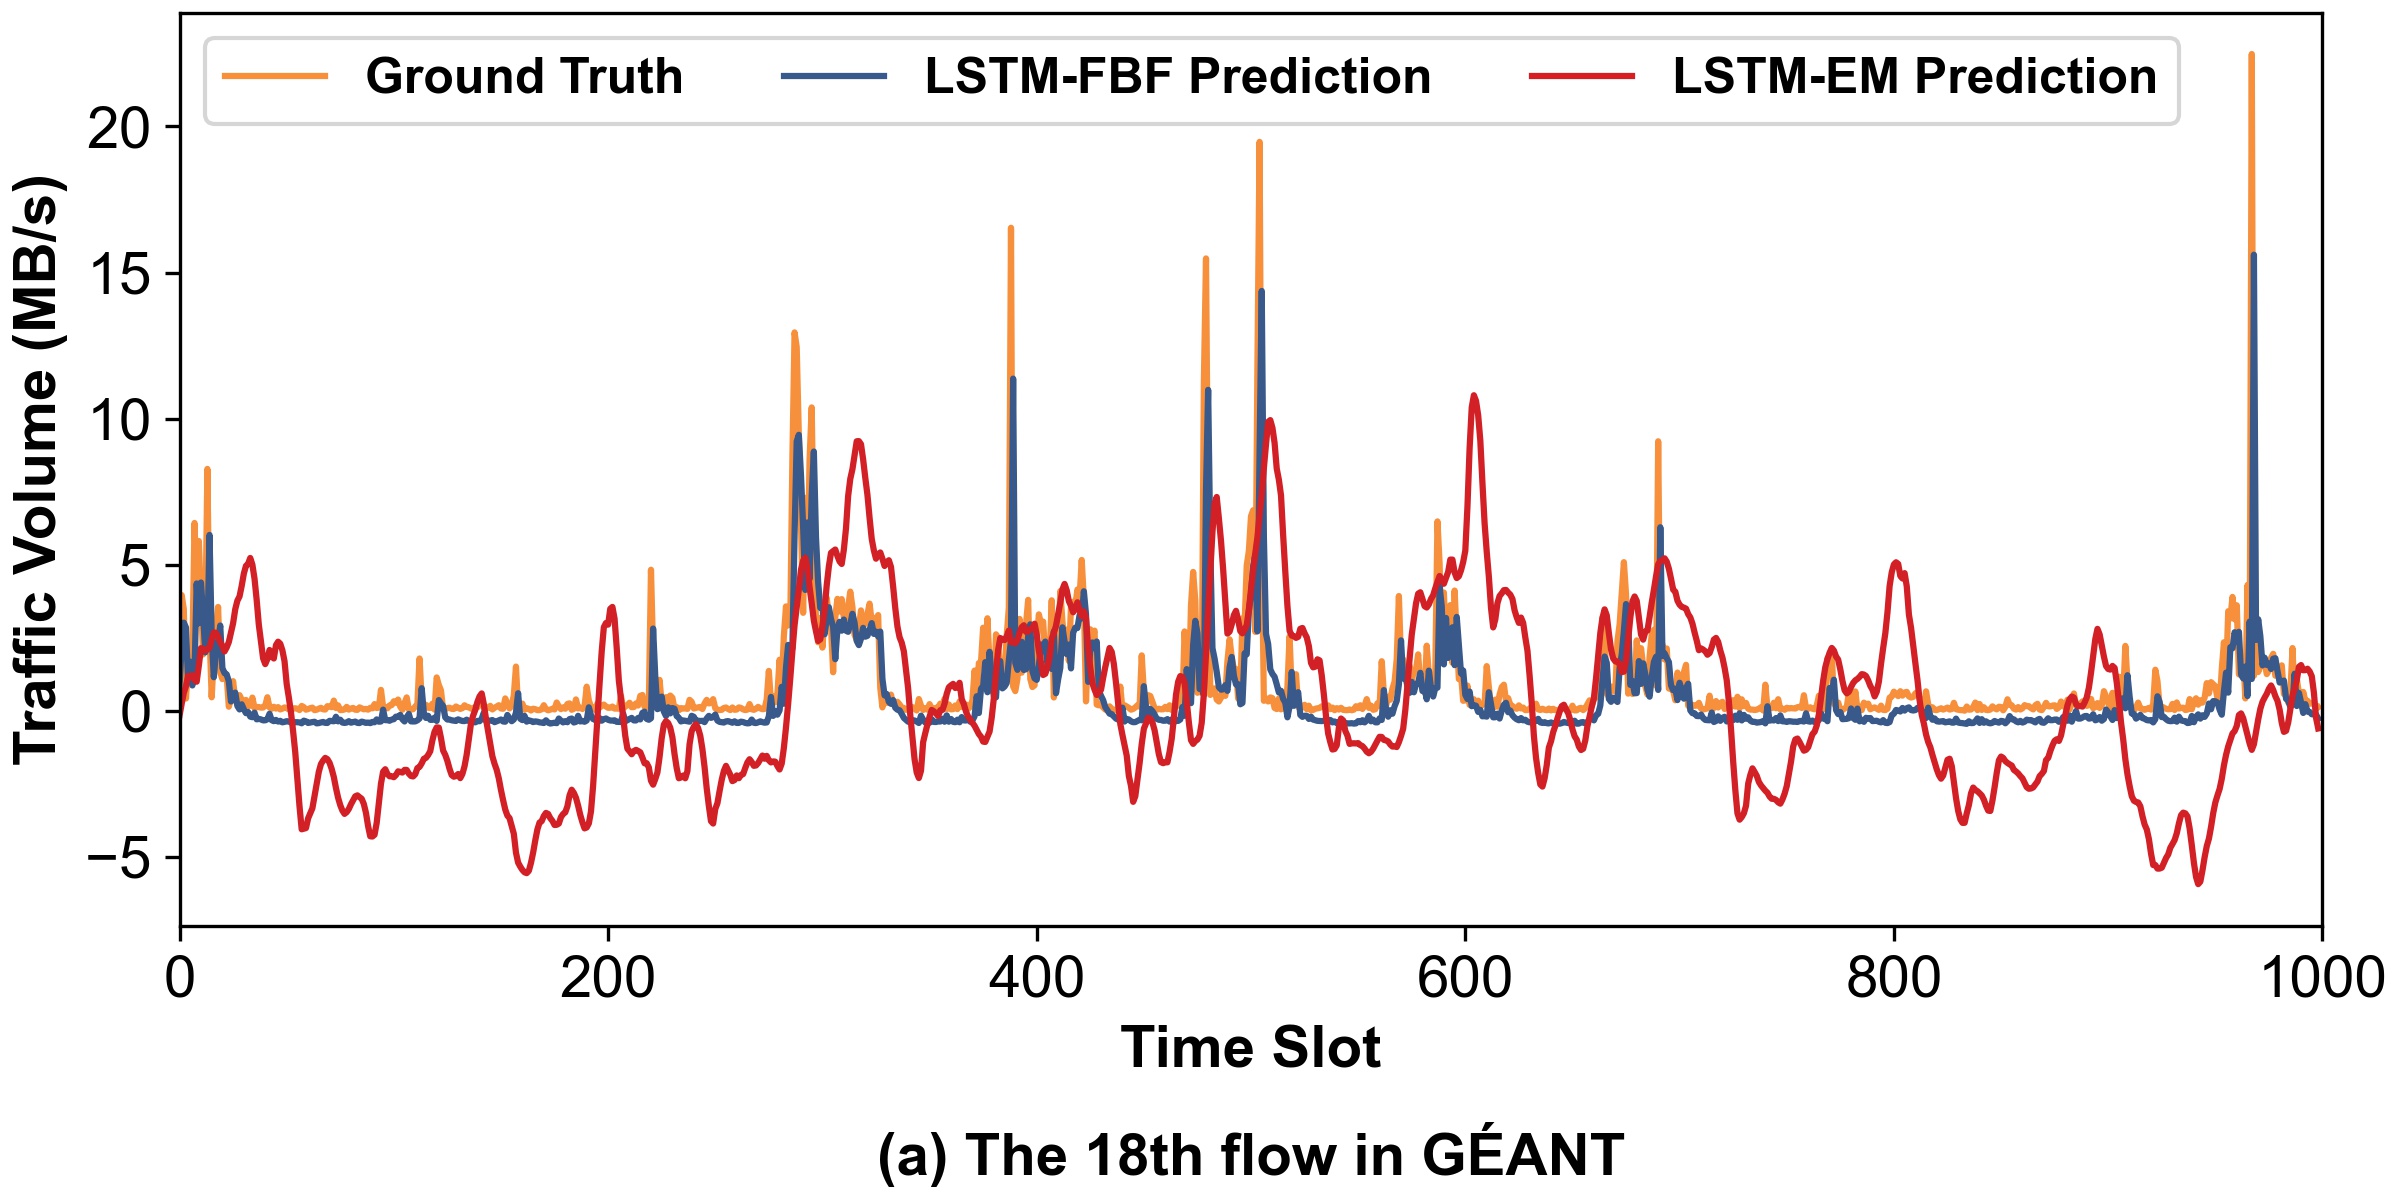 Ground Truth LSTM-FBF Prediction LSTM-EM Prediction
Traffic Volume (MB/s)
20
15
10
5
0
−5
0 200 400 600 800 1000
Time Slot
(a) The 18th flow in GÉANT